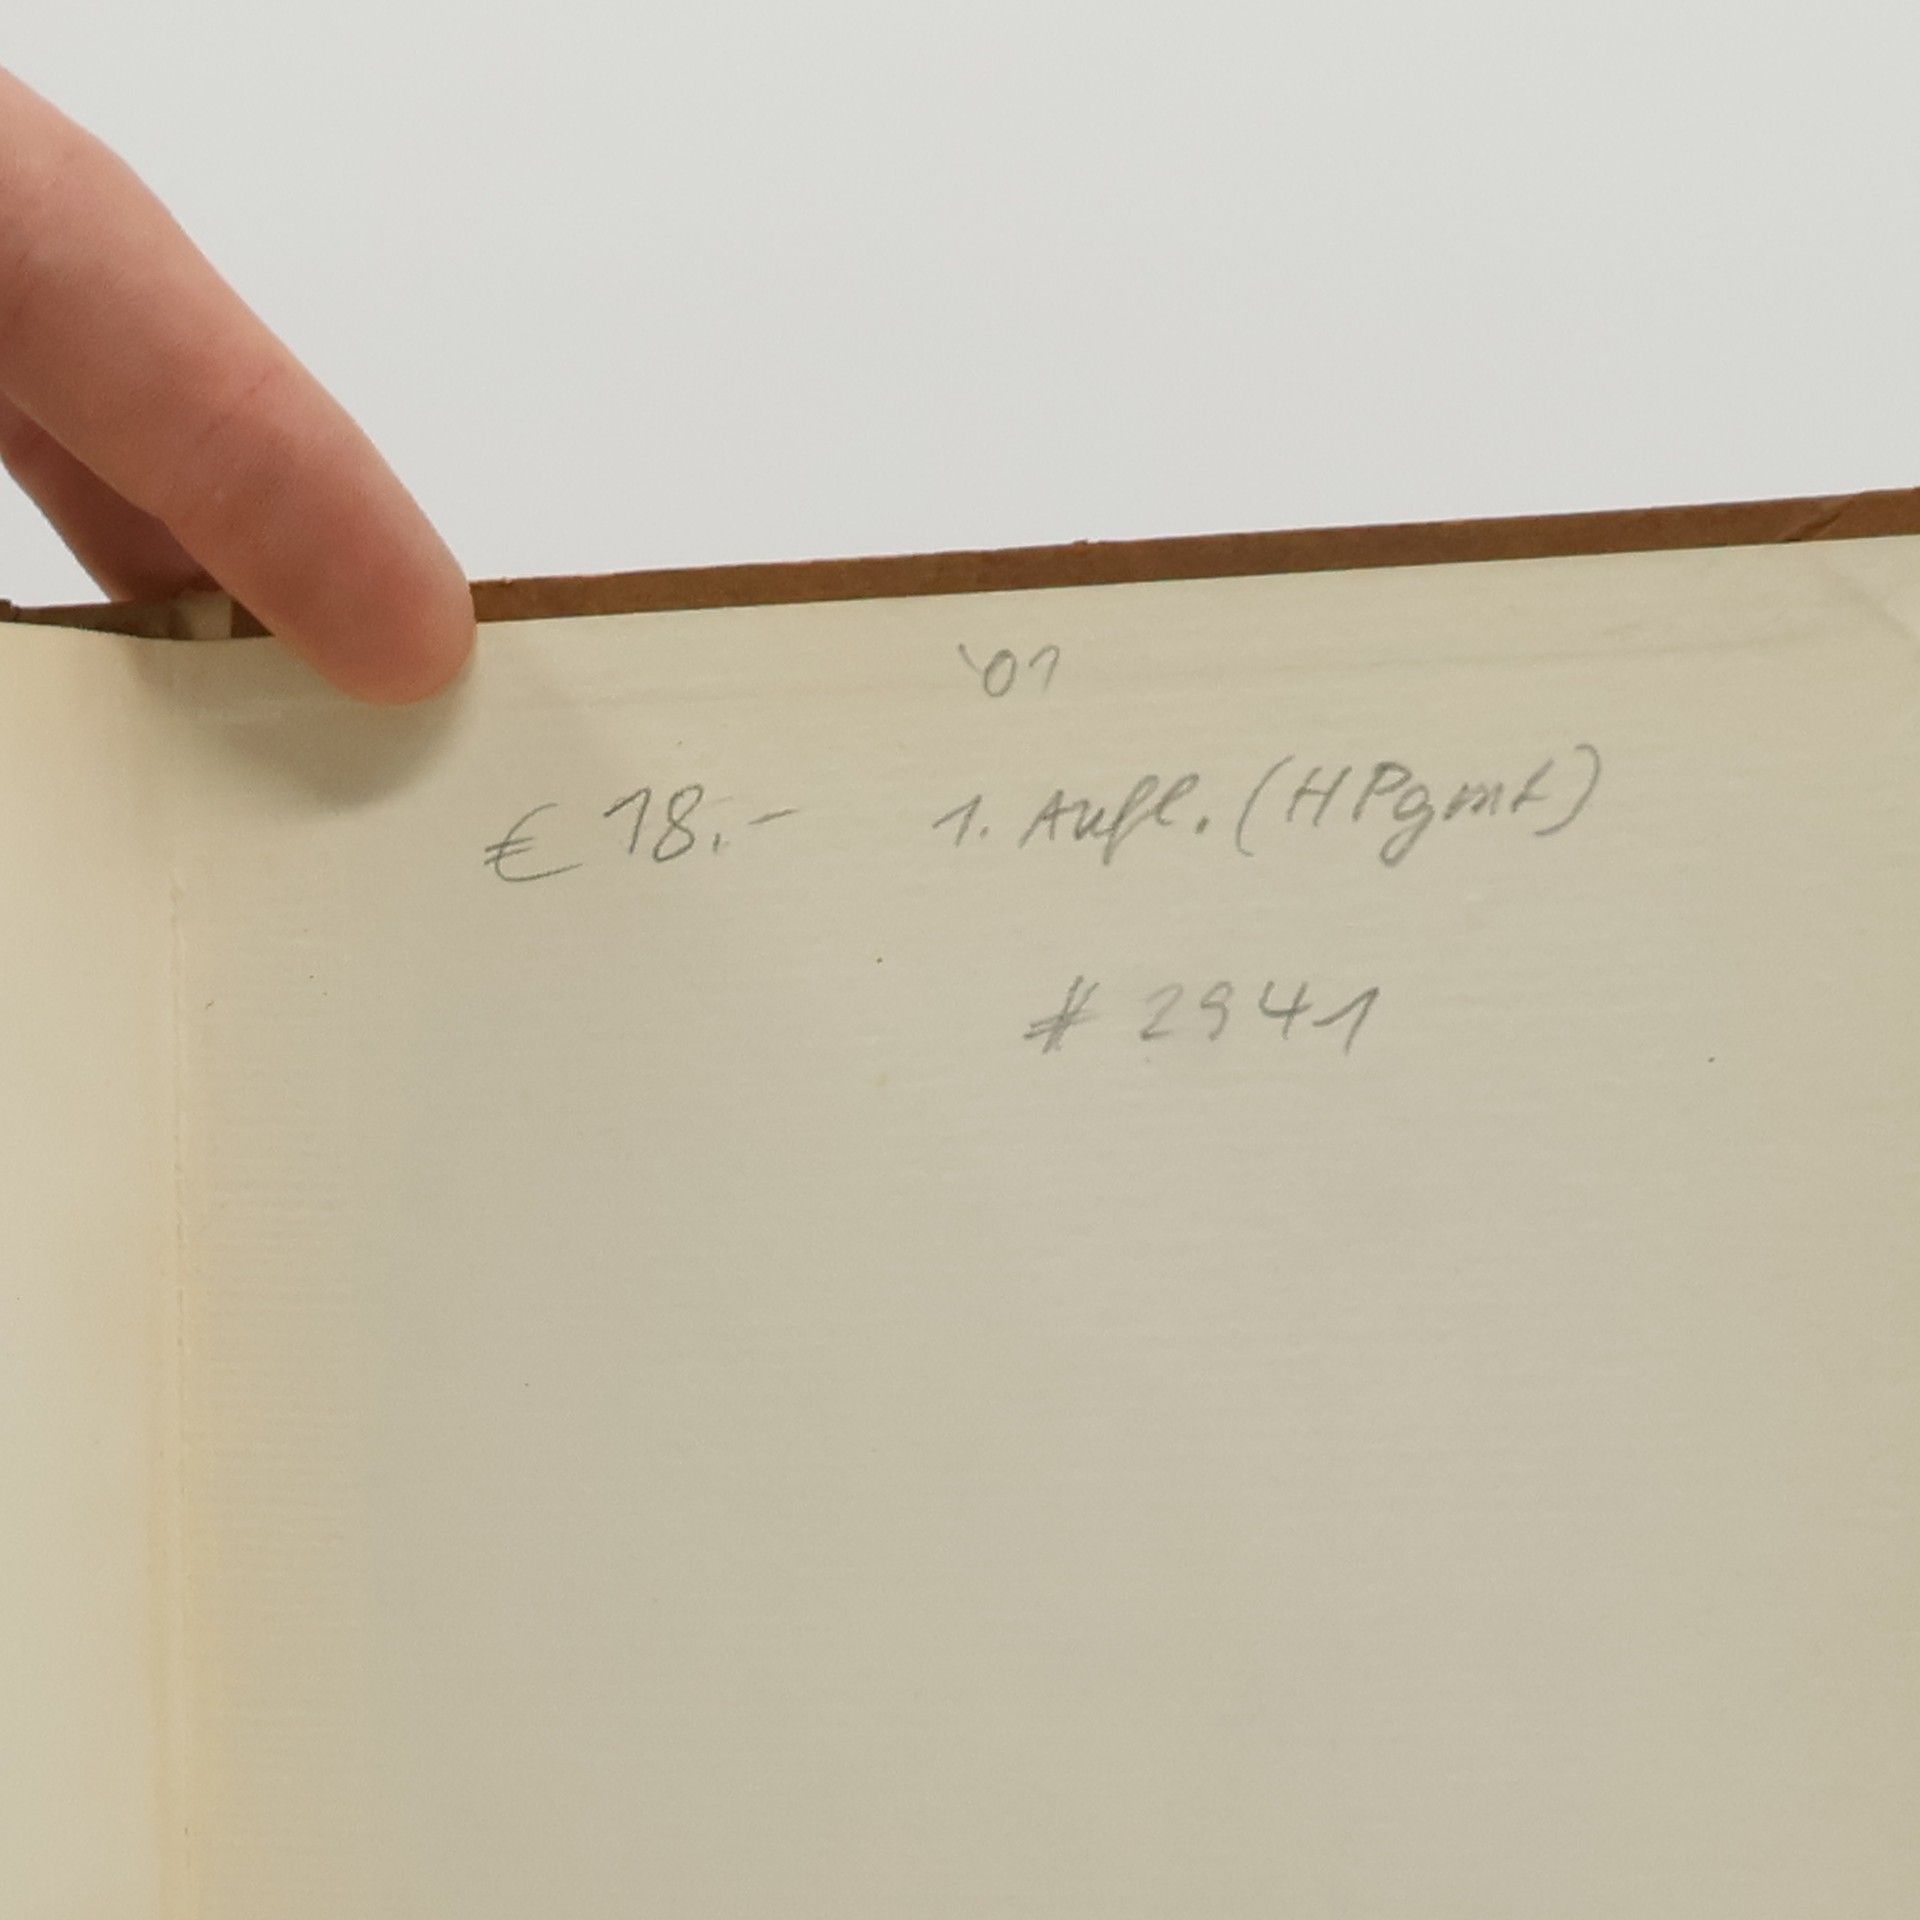 '01
€ 18.- 1. Aufl. (HPgmt)
# 2941